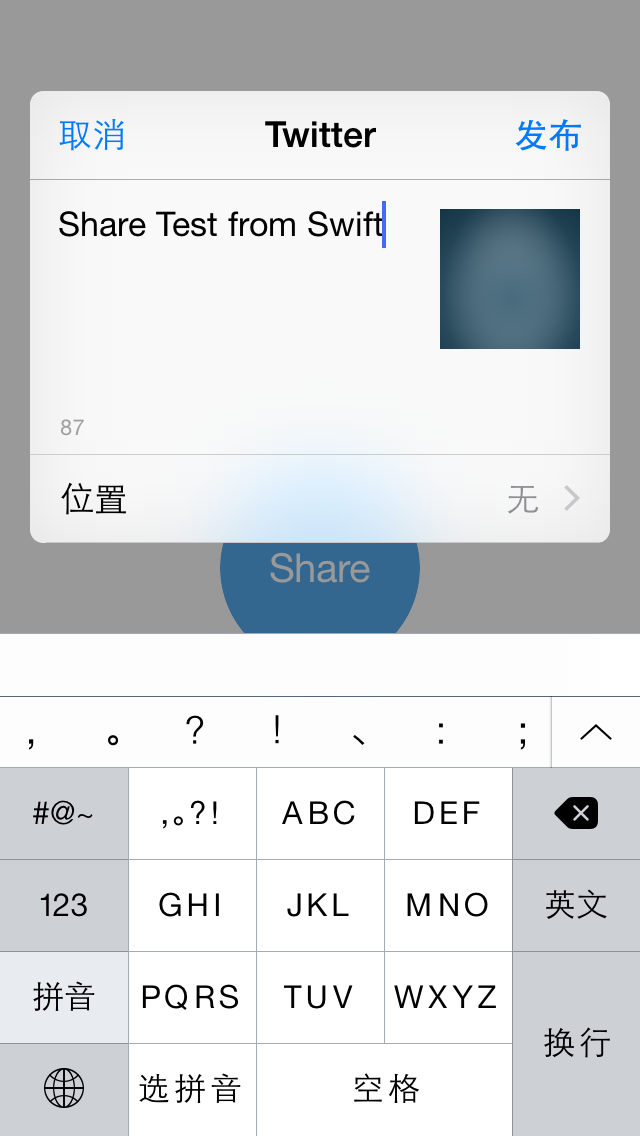 取消 Twitter 发布
Share Test from Swift
87
位置 无
Share
, 。 ? ! 、 : ;
#@~ ,。?! ABC DEF
123 GHI JKL MNO 英文
拼音 PQRS TUV WXYZ
换行
选拼音 空格